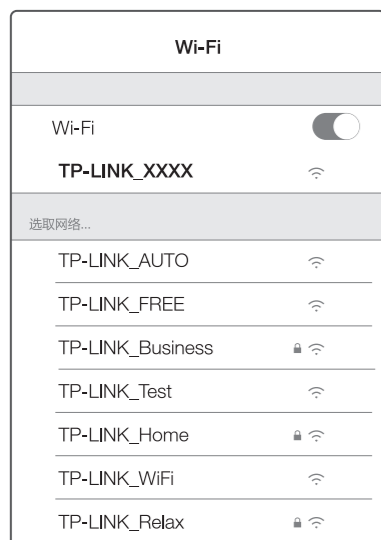 Wi-Fi
Wi-Fi
TP-LINK_XXXX
选取网络...
TP-LINK_AUTO
TP-LINK_FREE
TP-LINK_Business
TP-LINK_Test
TP-LINK_Home
TP-LINK_WiFi
TP-LINK_Relax